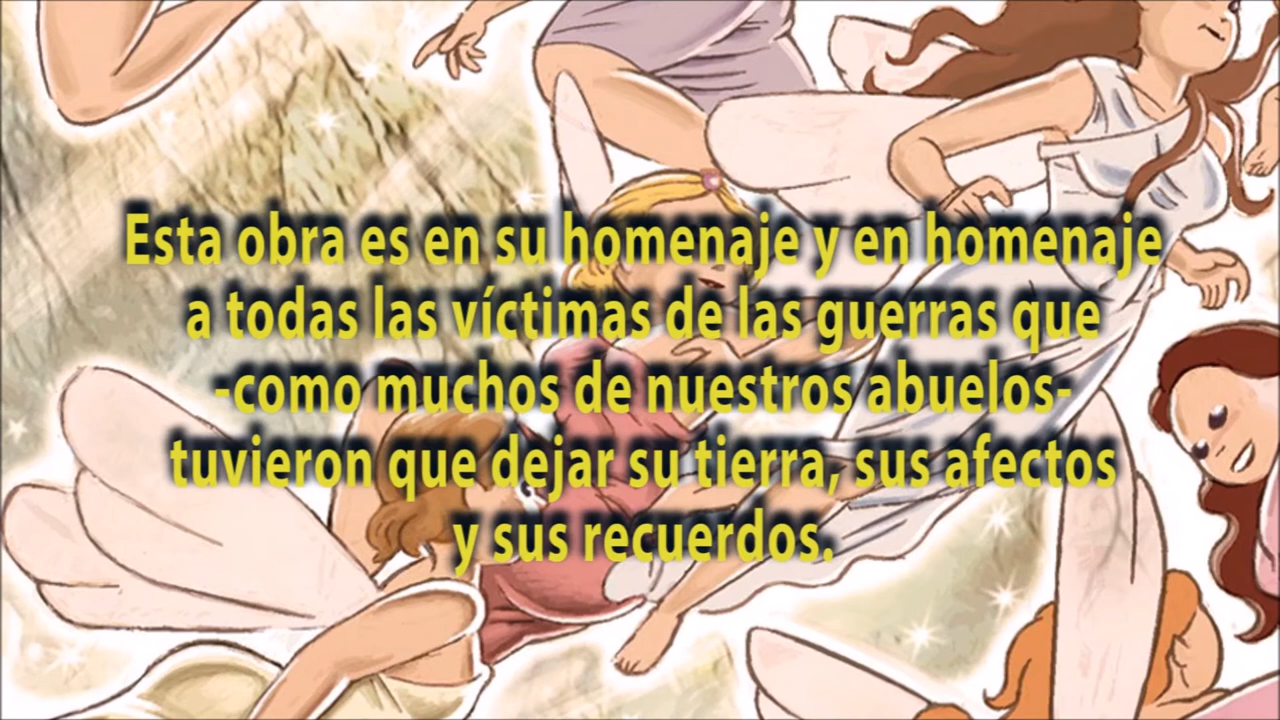 Esta obra es en su homenaje y en homenaje
a todas las víctimas de las guerras que
-como muchos de nuestros abuelos-
tuvieron que dejar su tierra, sus afectos
y sus recuerdos.